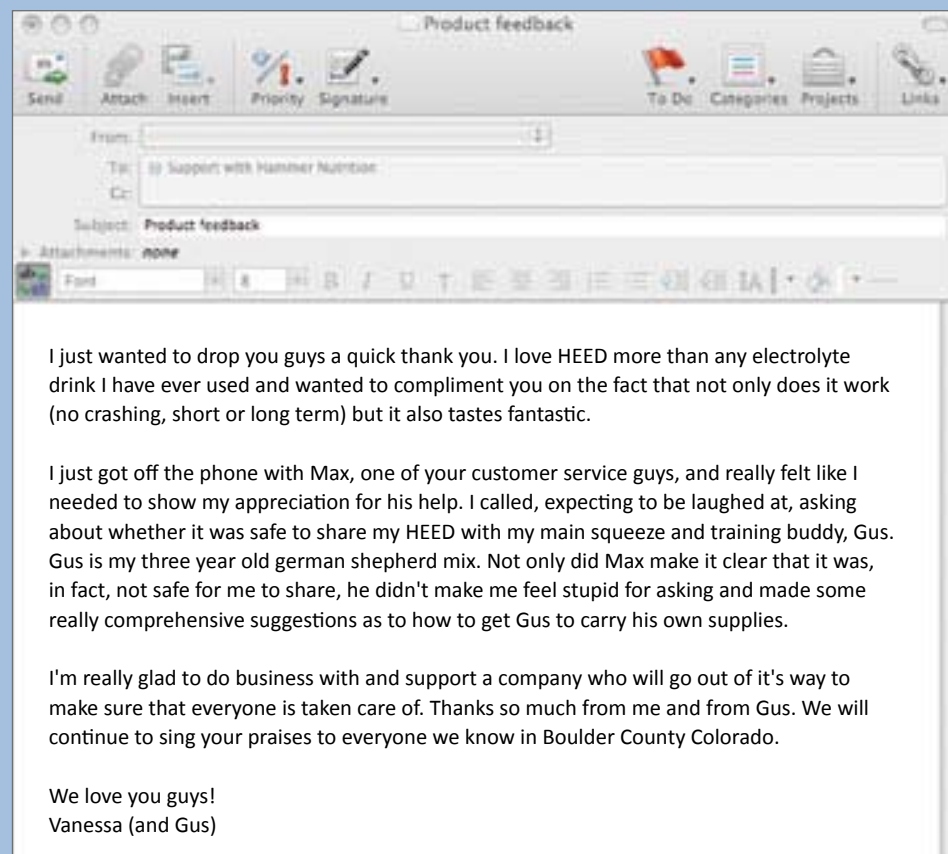 Product feedback
Send Attach Insert Priority Signature To Do Categories Projects Links
From:
To: Support with Hammer Nutrition
Cc:
Subject: Product feedback
Attachments: none
Font 8 B I U T
I just wanted to drop you guys a quick thank you. I love HEED more than any electrolyte
drink I have ever used and wanted to compliment you on the fact that not only does it work
(no crashing, short or long term) but it also tastes fantastic.
I just got off the phone with Max, one of your customer service guys, and really felt like I
needed to show my appreciation for his help. I called, expecting to be laughed at, asking
about whether it was safe to share my HEED with my main squeeze and training buddy, Gus.
Gus is my three year old german shepherd mix. Not only did Max make it clear that it was,
in fact, not safe for me to share, he didn't make me feel stupid for asking and made some
really comprehensive suggestions as to how to get Gus to carry his own supplies.
I'm really glad to do business with and support a company who will go out of it's way to
make sure that everyone is taken care of. Thanks so much from me and from Gus. We will
continue to sing your praises to everyone we know in Boulder County Colorado.
We love you guys!
Vanessa (and Gus)